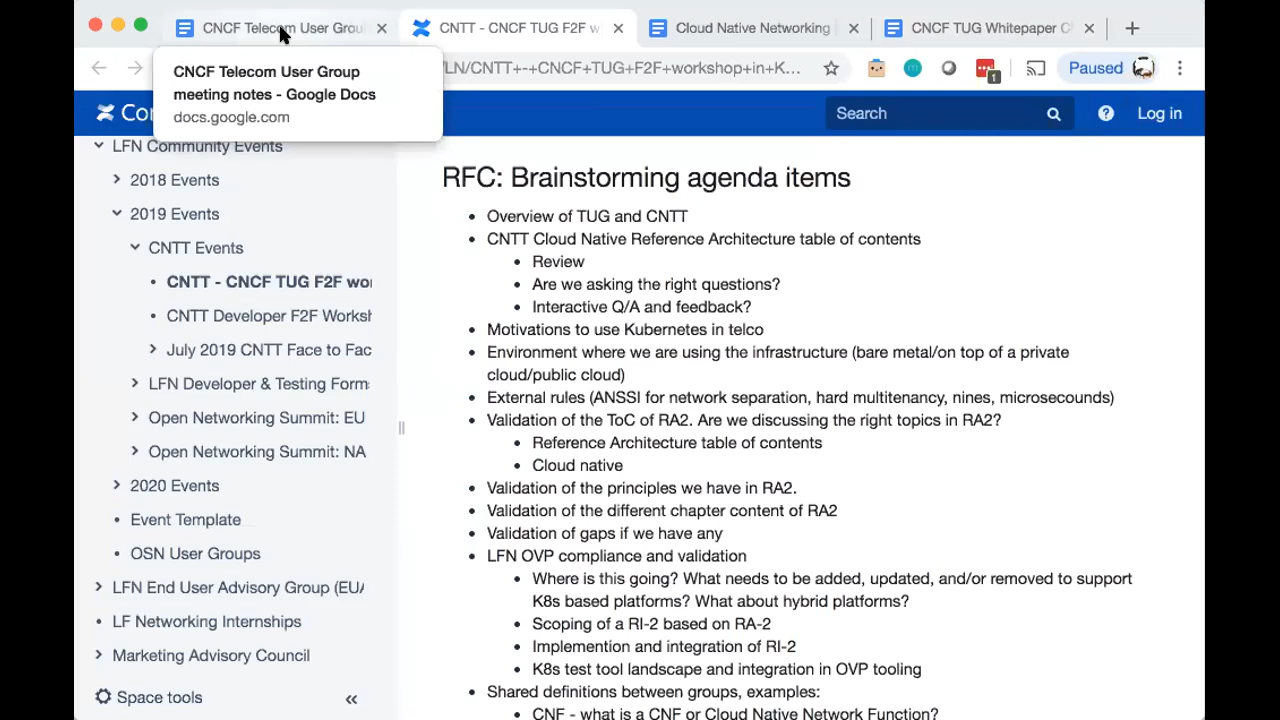 CNCF Telecom User Grou
CNTT - CNCF TUG F2F w
Cloud Native Networking
CNCF TUG Whitepaper C
CNCF Telecom User Group
meeting notes - Google Docs
docs.google.com
/LN/CNTT+-+CNCF+TUG+F2F+workshop+in+K...
1
Paused
Co
Search
Log in
LFN Community Events
2018 Events
2019 Events
CNTT Events
CNTT - CNCF TUG F2F wo
CNTT Developer F2F Worksh
July 2019 CNTT Face to Fac
LFN Developer & Testing Form
Open Networking Summit: EU
Open Networking Summit: NA
2020 Events
Event Template
OSN User Groups
LFN End User Advisory Group (EUA
LF Networking Internships
Marketing Advisory Council
Space tools
RFC: Brainstorming agenda items
Overview of TUG and CNTT
CNTT Cloud Native Reference Architecture table of contents
Review
Are we asking the right questions?
Interactive Q/A and feedback?
Motivations to use Kubernetes in telco
Environment where we are using the infrastructure (bare metal/on top of a private
cloud/public cloud)
External rules (ANSSI for network separation, hard multitenancy, nines, microsecounds)
Validation of the ToC of RA2. Are we discussing the right topics in RA2?
Reference Architecture table of contents
Cloud native
Validation of the principles we have in RA2.
Validation of the different chapter content of RA2
Validation of gaps if we have any
LFN OVP compliance and validation
Where is this going? What needs to be added, updated, and/or removed to support
K8s based platforms? What about hybrid platforms?
Scoping of a RI-2 based on RA-2
Implemention and integration of RI-2
K8s test tool landscape and integration in OVP tooling
Shared definitions between groups, examples:
CNF - what is a CNF or Cloud Native Network Function?